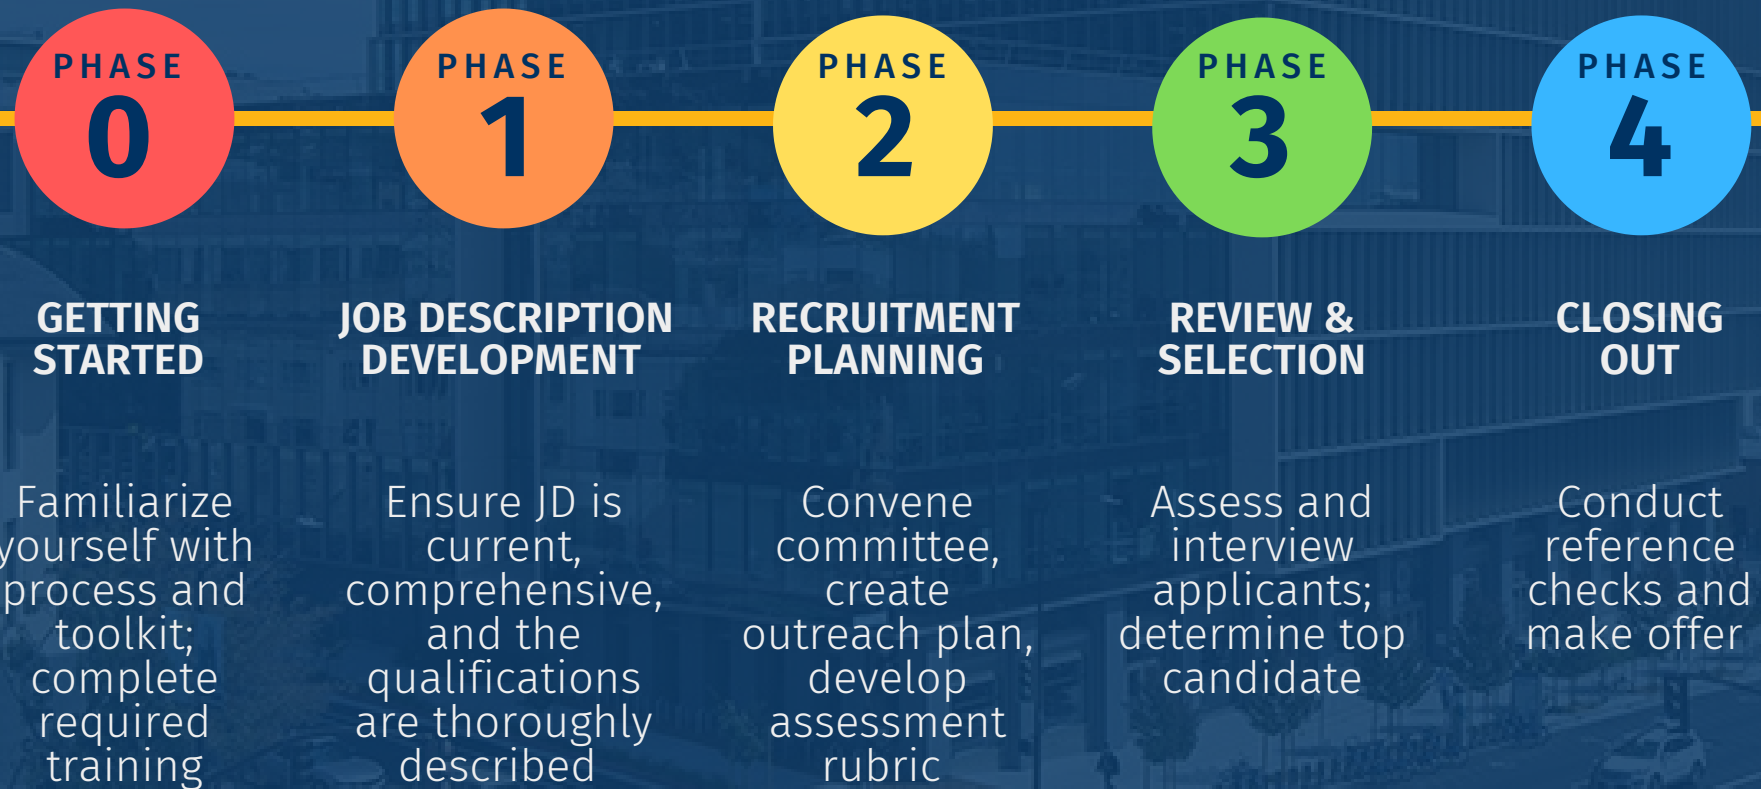 PHASE
0
GETTING
STARTED
Familiarize
yourself with
process and
toolkit;
complete
required
training
PHASE
1
JOB DESCRIPTION
DEVELOPMENT
Ensure JD is
current,
comprehensive,
and the
qualifications
are thoroughly
described
PHASE
2
RECRUITMENT
PLANNING
Convene
committee,
create
outreach plan,
develop
assessment
rubric
PHASE
3
REVIEW &
SELECTION
Assess and
interview
applicants;
determine top
candidate
PHASE
4
CLOSING
OUT
Conduct
reference
checks and
make offer